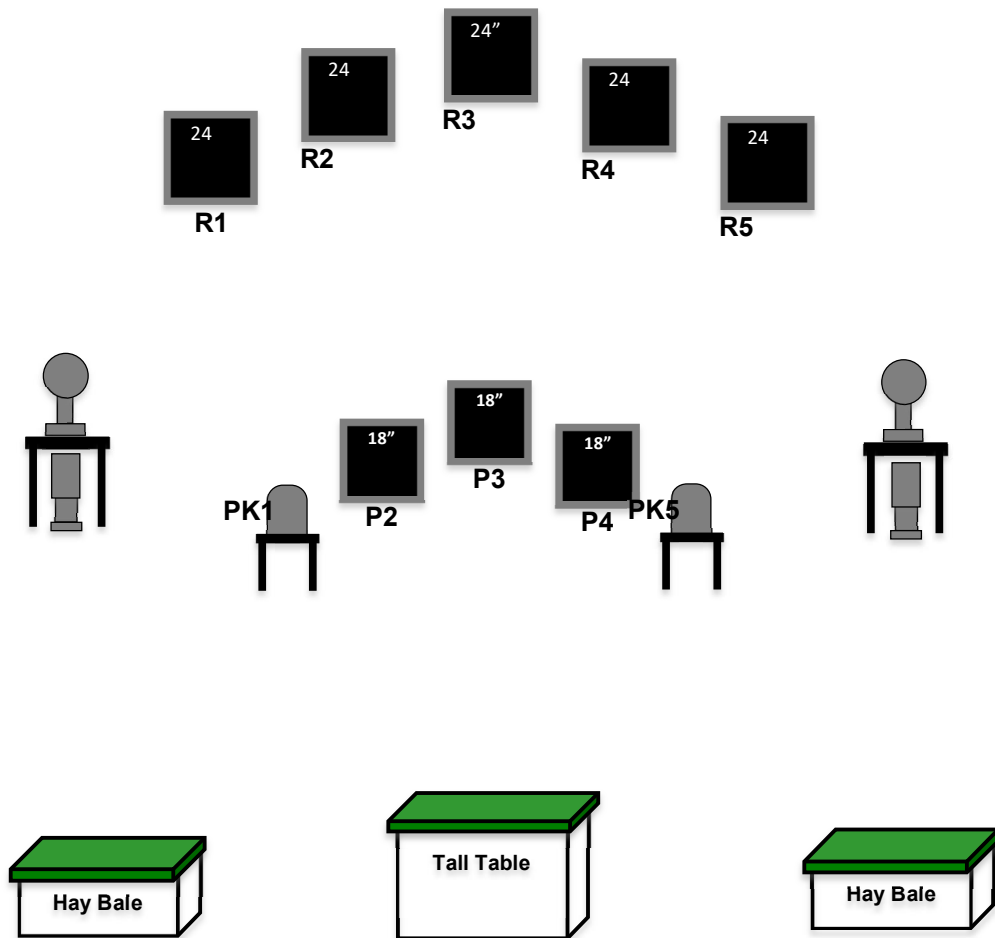 24”
24
24
24
24
R3
R2
R4
R1
R5
18”
18”
18”
P3
PK1
P2
P4
PK5
Tall Table
Hay Bale
Hay Bale